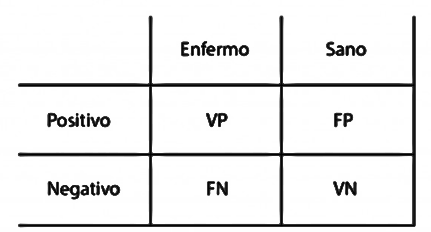 Enfermo Sano
Positivo VP FP
Negativo FN VN